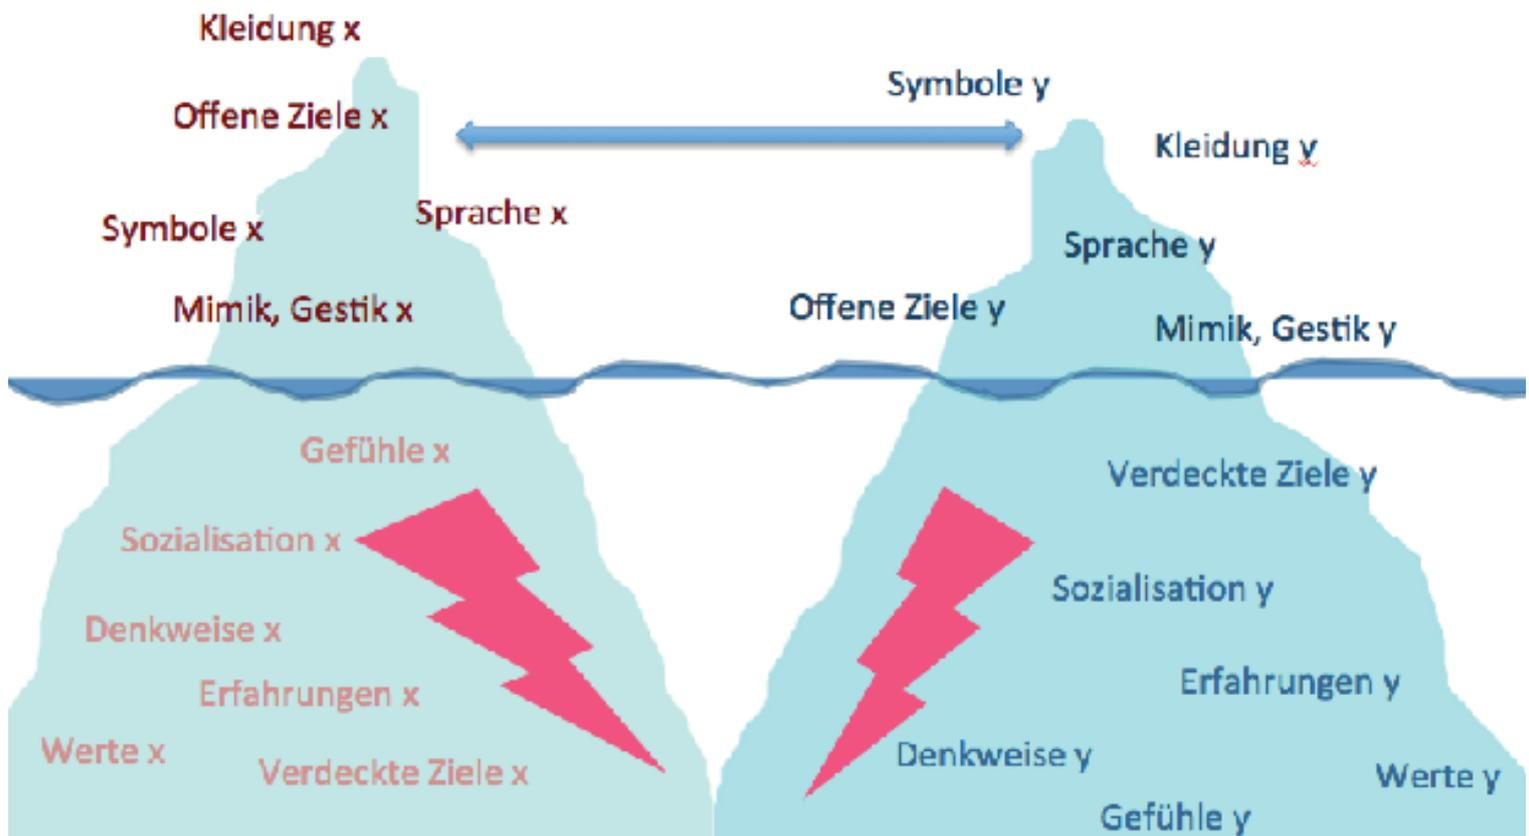 Kleidung x
Offene Ziele x
Symbole x
Sprache x
Mimik, Gestik x
Gefühle x
Sozialisation x
Denkweise x
Erfahrungen x
Werte x
Verdeckte Ziele x
Symbole y
Kleidung y
Sprache y
Offene Ziele y
Mimik, Gestik y
Verdeckte Ziele y
Sozialisation y
Erfahrungen y
Denkweise y
Werte y
Gefühle y